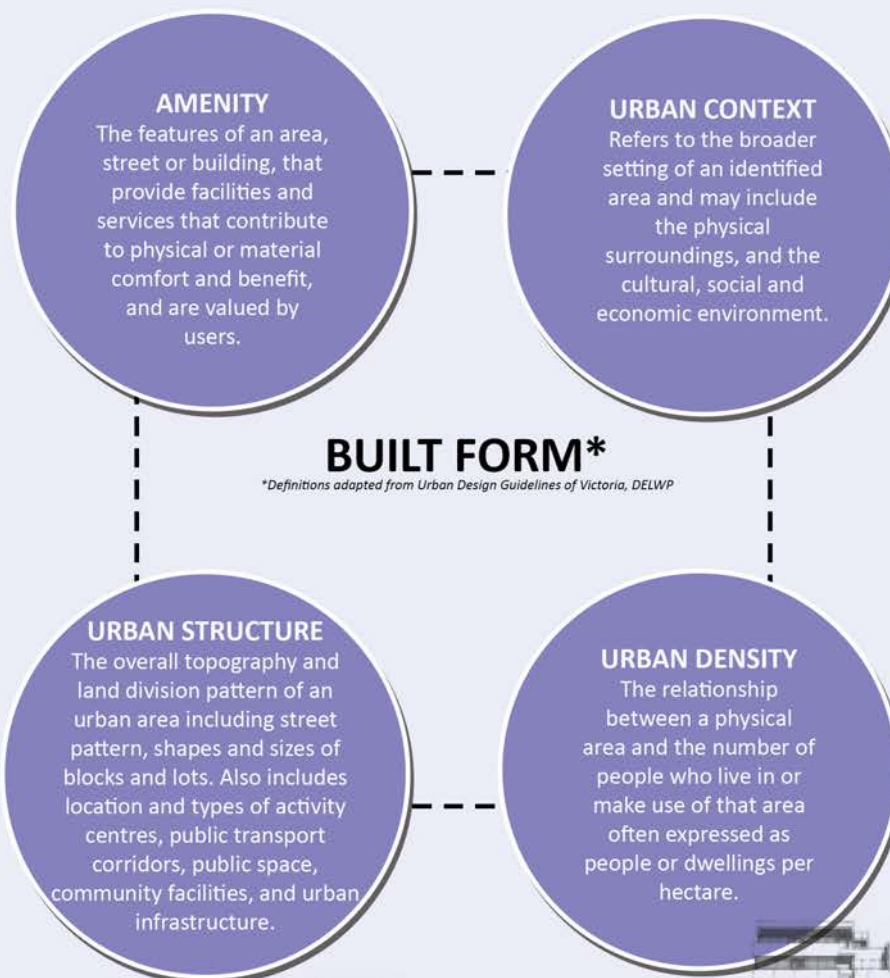 AMENITY
The features of an area,
street or building, that
provide facilities and
services that contribute
to physical or material
comfort and benefit,
and are valued by
users.
URBAN CONTEXT
Refers to the broader
setting of an identified
area and may include
the physical
surroundings, and the
cultural, social and
economic environment.
BUILT FORM*
*Definitions adapted from Urban Design Guidelines of Victoria, DELWP
URBAN STRUCTURE
The overall topography and
land division pattern of an
urban area including street
pattern, shapes and sizes of
blocks and lots. Also includes
location and types of activity
centres, public transport
corridors, public space,
community facilities, and urban
infrastructure.
URBAN DENSITY
The relationship
between a physical
area and the number of
people who live in or
make use of that area
often expressed as
people or dwellings per
hectare.